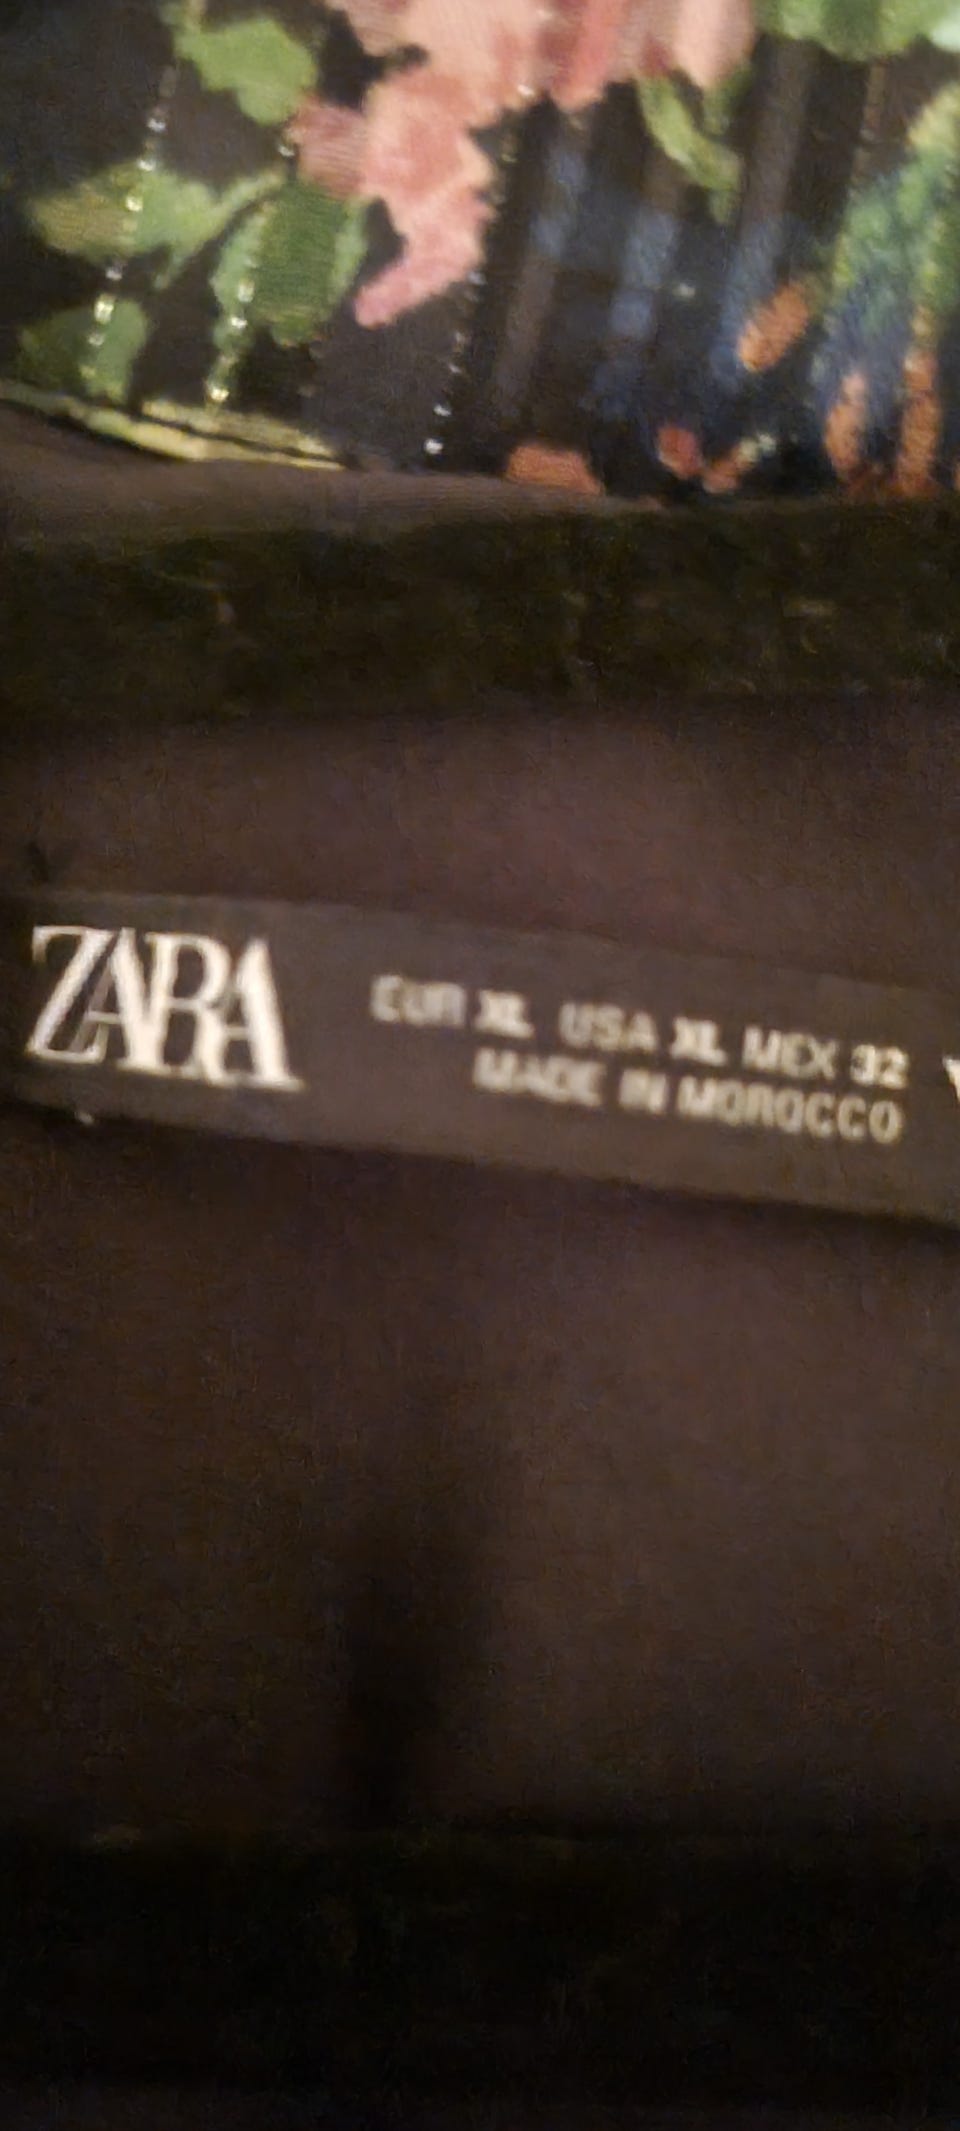 ZARA
EUR XL USA XL MEX 32
MADE IN MOROCCO